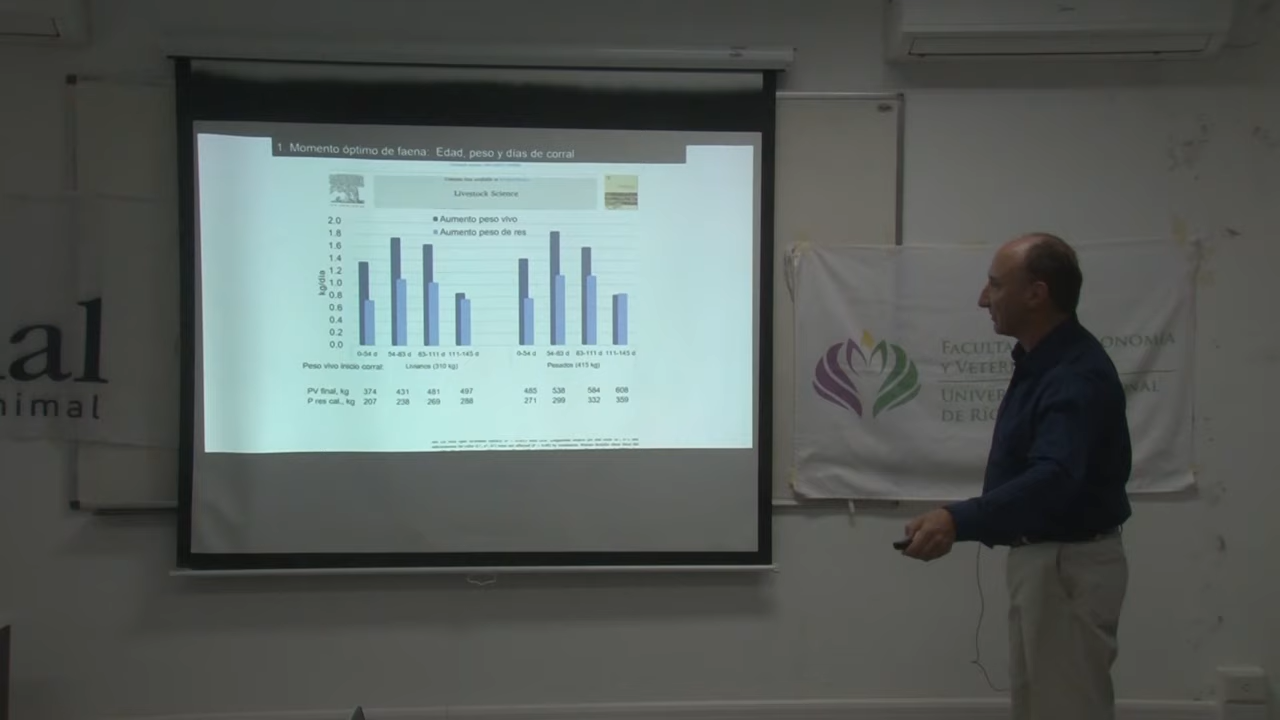 1. Momento óptimo de faena: Edad, peso y días de corral
Livestock Science
Aumento peso vivo
Aumento peso de res
kg/día
2.0
1.8
1.6
1.4
1.2
1.0
0.8
0.6
0.4
0.2
0.0
0-54 d 54-83 d 83-111 d 111-145 d 0-54 d 54-83 d 83-111 d 111-145 d
Peso vivo inicio corral: Livianos (310 kg) Pesados (413 kg)
PV final, kg 374 431 481 497 485 538 584 608
P res cal., kg 207 238 269 288 271 299 332 359
al
nimal
FACULTA ONOMÍA
Y VETER
UNIVER NAL
DE RÍO